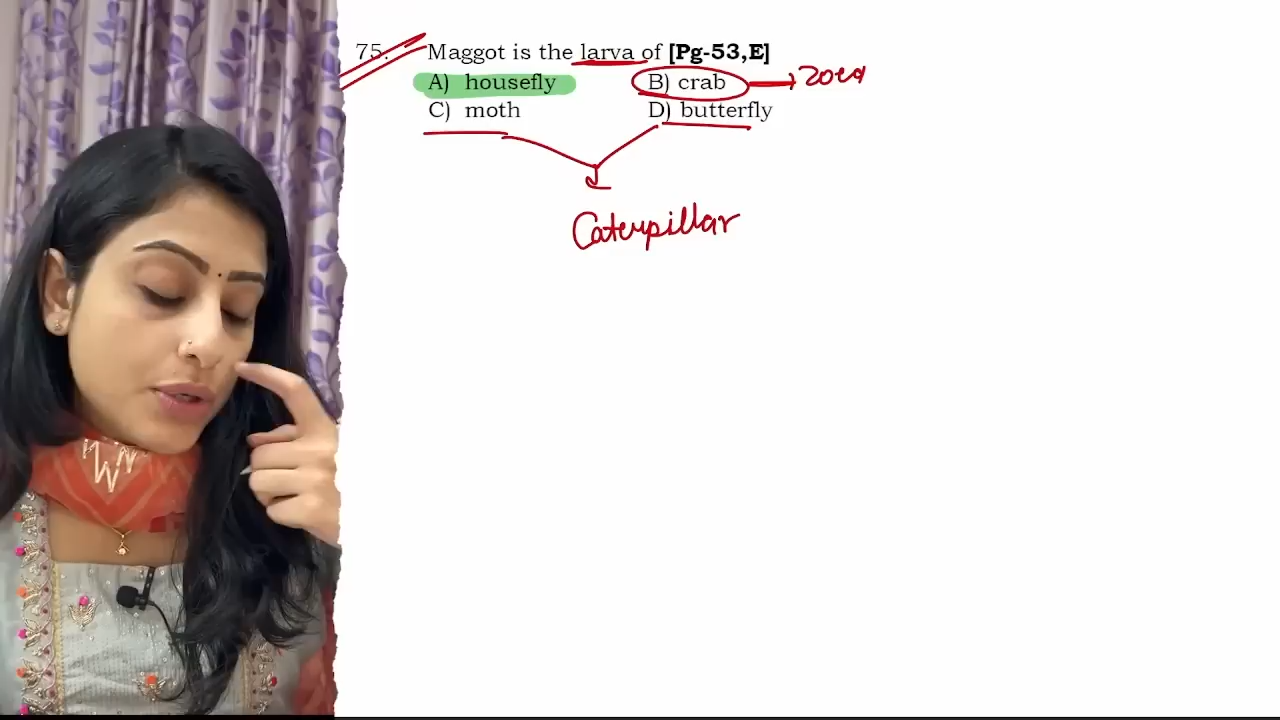 75. Maggot is the larva of [Pg-53,E]
A) housefly B) crab → zoea
C) moth D) butterfly
Caterpillar